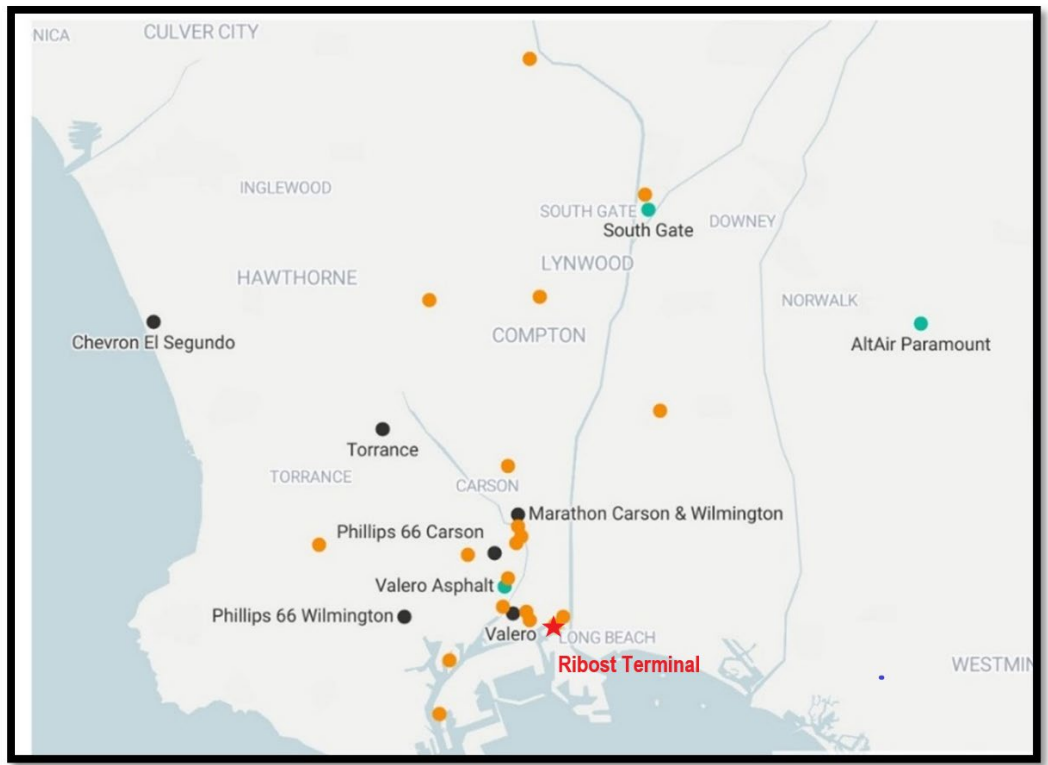 NICA
CULVER CITY
INGLEWOOD
SOUTH GATE
DOWNEY
South Gate
LYNWOOD
HAWTHORNE
NORWALK
COMPTON
Chevron El Segundo
AltAir Paramount
Torrance
TORRANCE
CARSON
Marathon Carson & Wilmington
Phillips 66 Carson
Valero Asphalt
Phillips 66 Wilmington
Valero
LONG BEACH
Ribost Terminal
WESTMIN